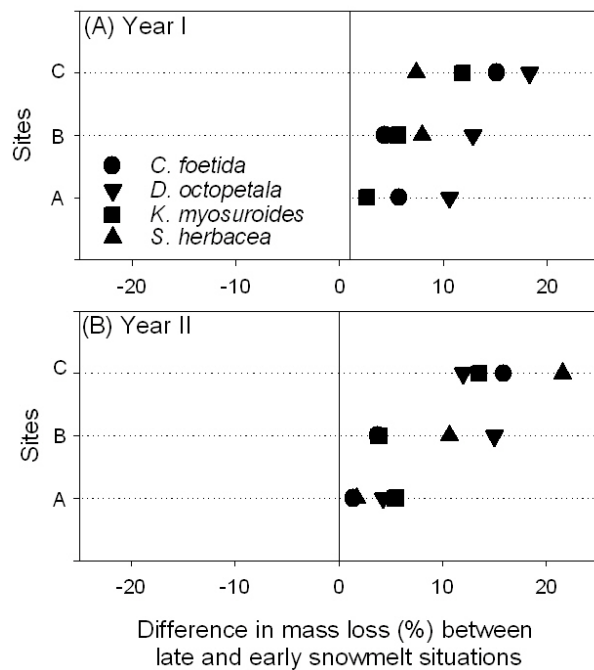 (A) Year I
Sites
C
B
A
C. foetida
D. octopetala
K. myosuroides
S. herbacea
-20 -10 0 10 20
(B) Year II
Sites
C
B
A
-20 -10 0 10 20
Difference in mass loss (%) between
late and early snowmelt situations